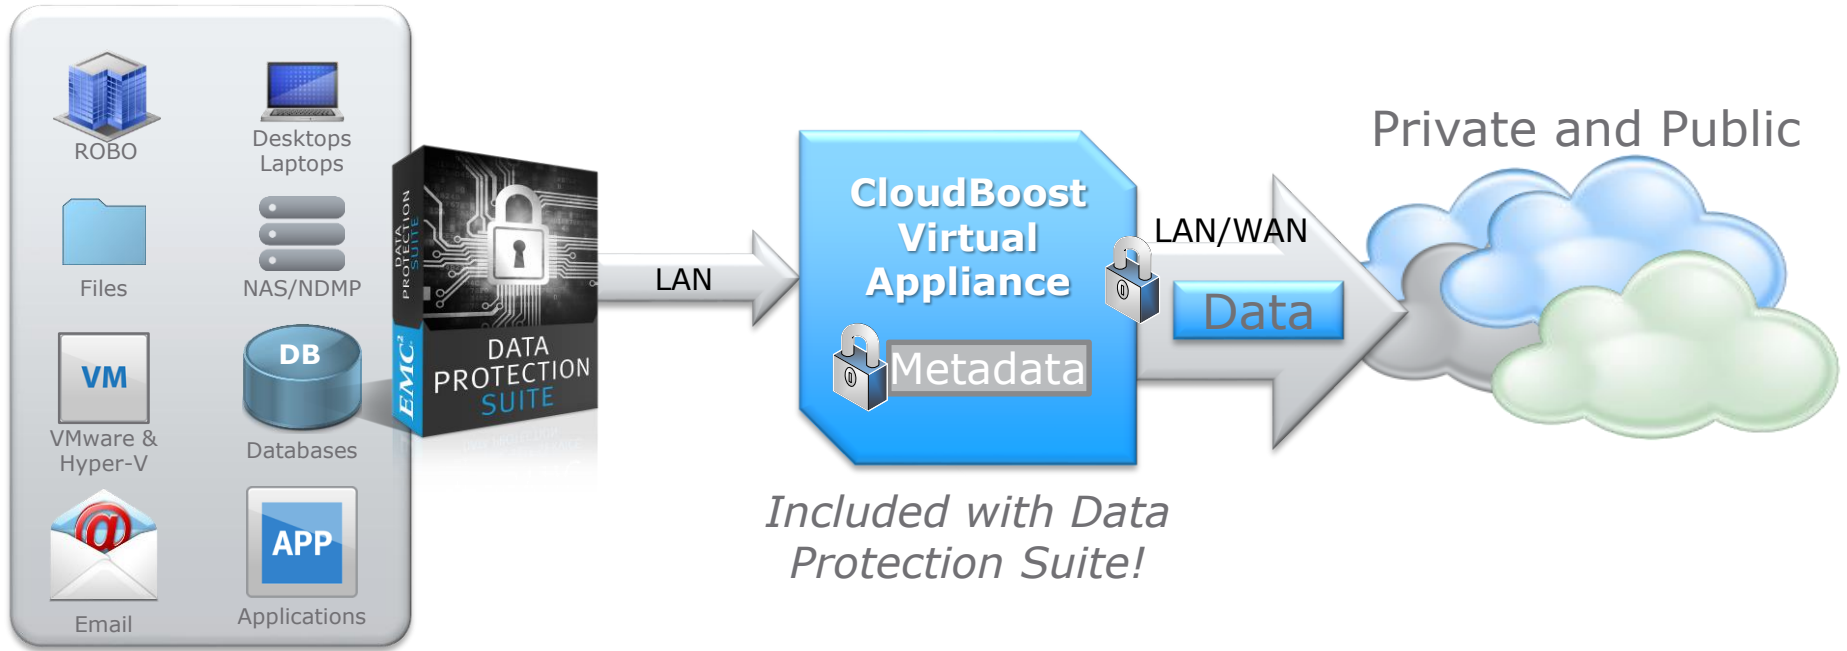 ROBO
Desktops
Laptops
Files
NAS/NDMP
VM
VMware &
Hyper-V
DB
Databases
Email
APP
Applications
DATA
PROTECTION
SUITE
EMC²
DATA
PROTECTION
SUITE
LAN
CloudBoost
Virtual
Appliance
Metadata
Included with Data
Protection Suite!
LAN/WAN
Data
Private and Public